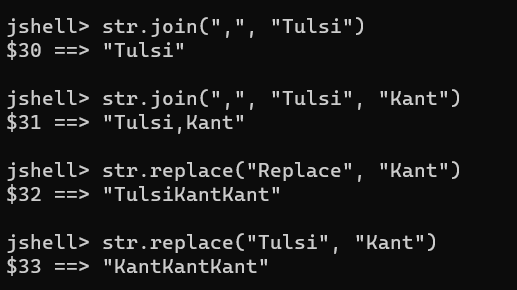 jshell> str.join(",", "Tulsi")
$30 ==> "Tulsi"
jshell> str.join(",", "Tulsi", "Kant")
$31 ==> "Tulsi,Kant"
jshell> str.replace("Replace", "Kant")
$32 ==> "TulsiKantKant"
jshell> str.replace("Tulsi", "Kant")
$33 ==> "KantKantKant"